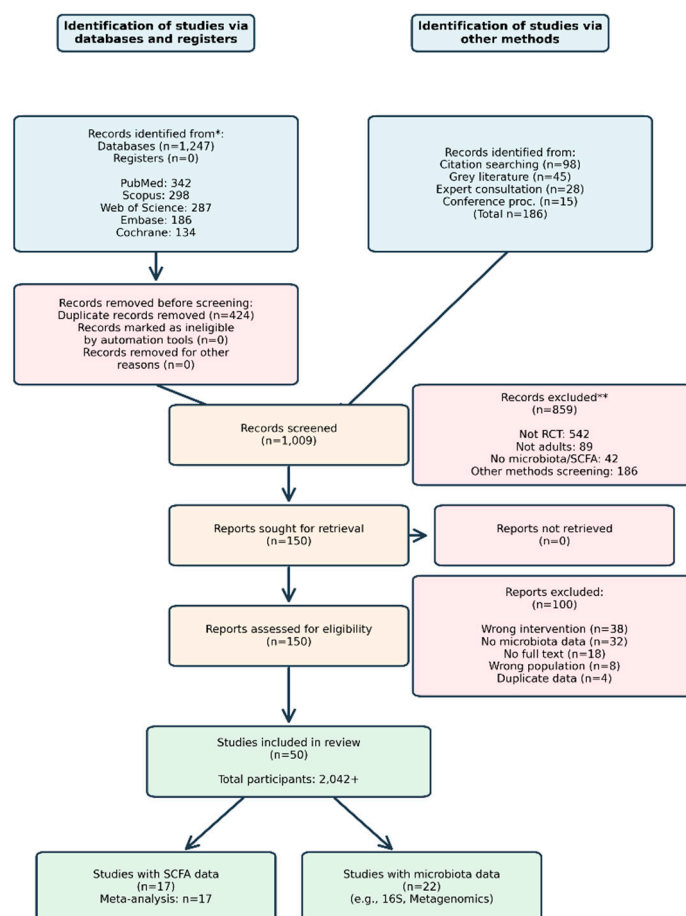 Identification of studies via
databases and registers
Identification of studies via
other methods
Records identified from*:
Databases (n=1,247)
Registers (n=0)
PubMed: 342
Scopus: 298
Web of Science: 287
Embase: 186
Cochrane: 134
Records identified from:
Citation searching (n=98)
Grey literature (n=45)
Expert consultation (n=28)
Conference proc. (n=15)
(Total n=186)
Records removed before screening:
Duplicate records removed (n=424)
Records marked as ineligible
by automation tools (n=0)
Records removed for other
reasons (n=0)
Records screened
(n=1,009)
Records excluded**
(n=859)
Not RCT: 542
Not adults: 89
No microbiota/SCFA: 42
Other methods screening: 186
Reports sought for retrieval
(n=150)
Reports not retrieved
(n=0)
Reports assessed for eligibility
(n=150)
Reports excluded:
(n=100)
Wrong intervention (n=38)
No microbiota data (n=32)
No full text (n=18)
Wrong population (n=8)
Duplicate data (n=4)
Studies included in review
(n=50)
Total participants: 2,042+
Studies with SCFA data
(n=17)
Meta-analysis: n=17
Studies with microbiota data
(n=22)
(e.g., 16S, Metagenomics)